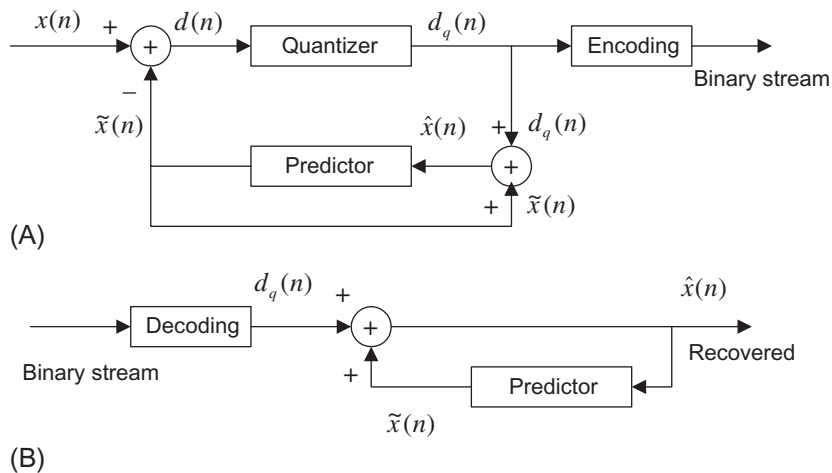 x(n) + d(n) d_q(n)
+ Quantizer Encoding
− Binary stream
x̃(n) x̂(n) + d_q(n)
Predictor +
+ x̃(n)
(A)
d_q(n) + x̂(n)
Decoding +
Binary stream + Recovered
Predictor
x̃(n)
(B)